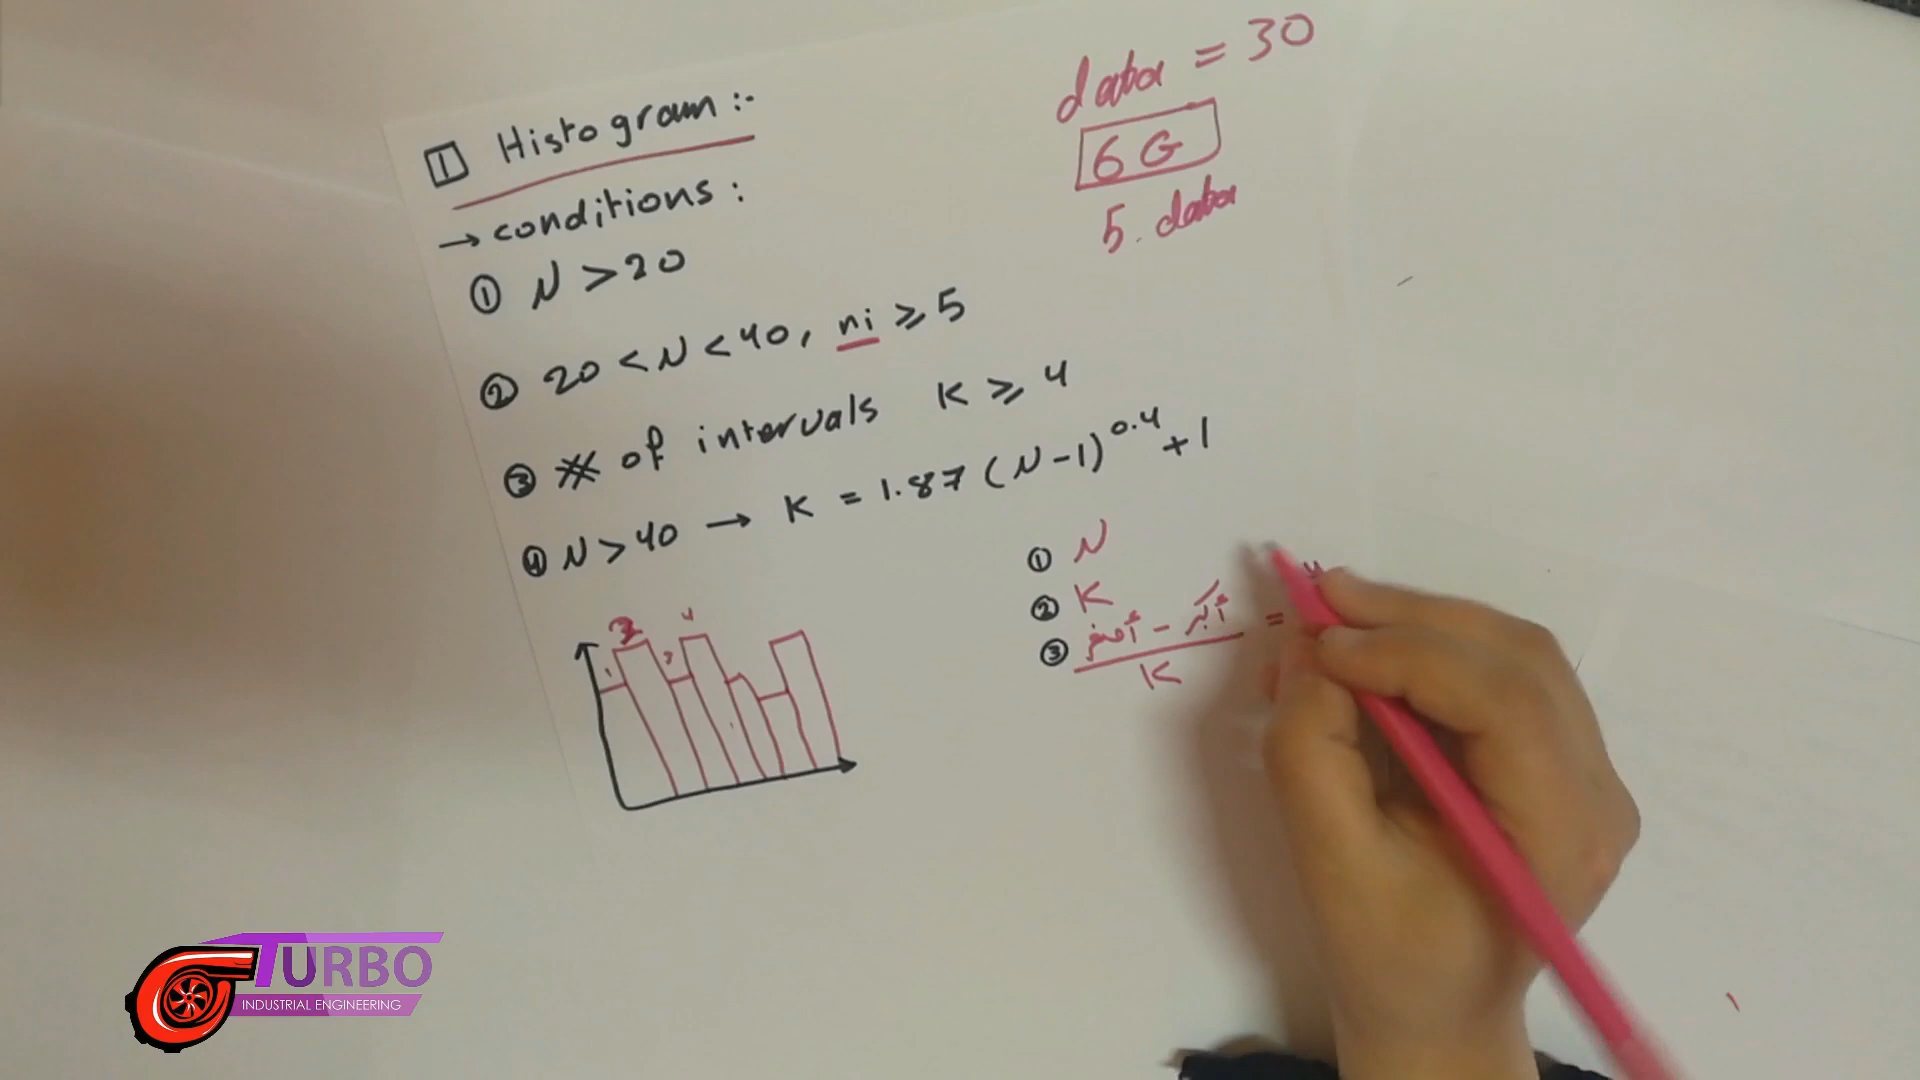 1 Histogram :-
→ conditions :
① N > 20
② 20 < N < 40, ni ≥ 5
③ # of intervals K ≥ 4
④ N > 40 → K = 1.87 (N - 1)^0.4 + 1
data = 30
6 G
5. data
① N
② K
③ أكبر - أصغر / K =
TURBO
INDUSTRIAL ENGINEERING